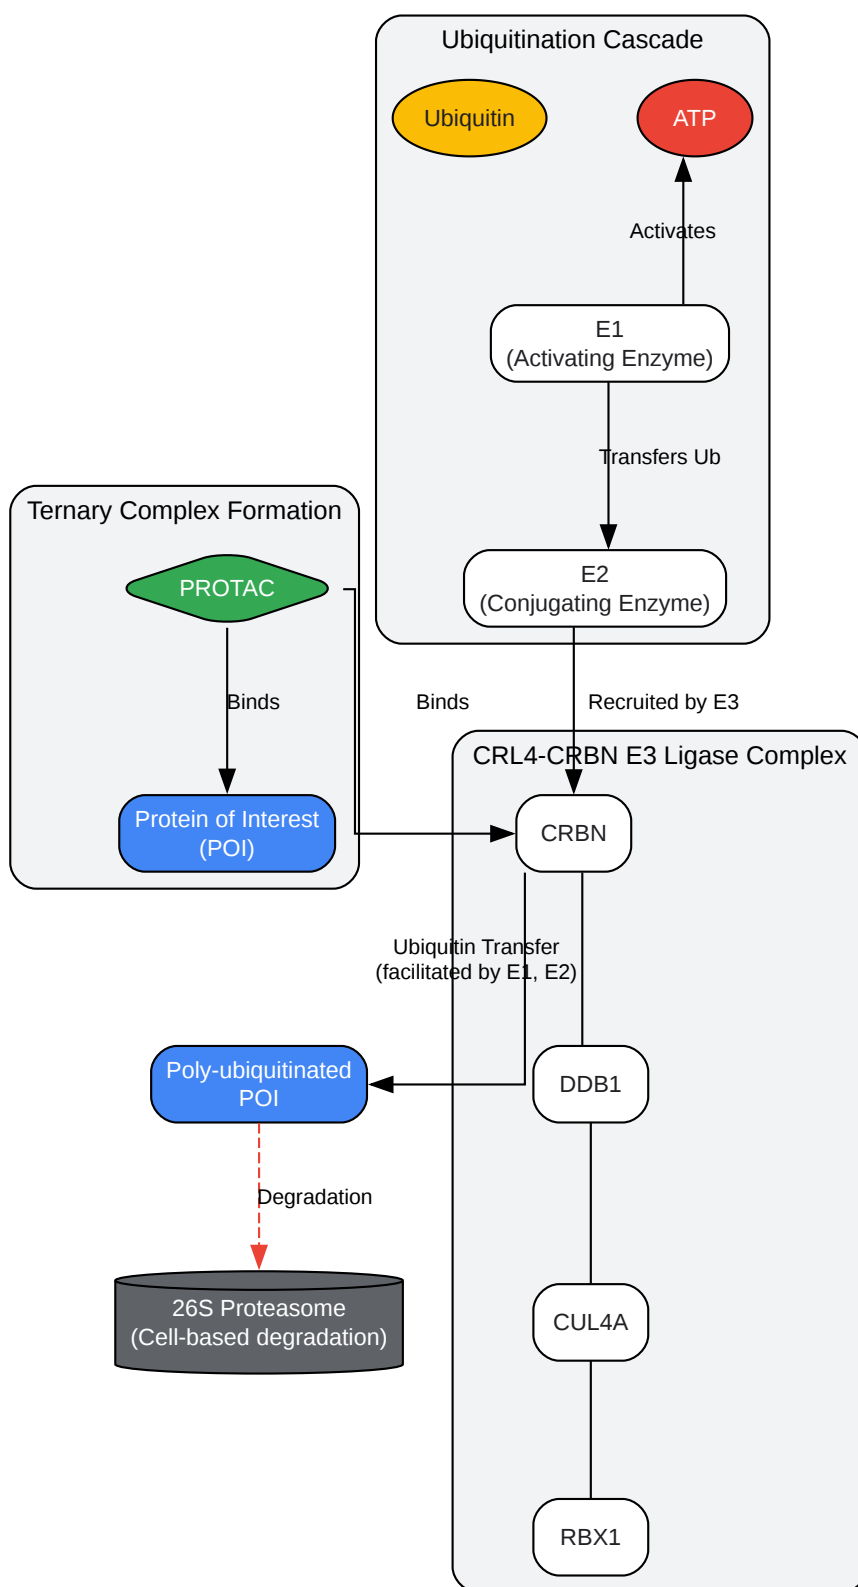 Ubiquitination Cascade
Ubiquitin
ATP
Activates
E1
(Activating Enzyme)
Transfers Ub
Ternary Complex Formation
PROTAC
E2
(Conjugating Enzyme)
Binds
Binds
Recruited by E3
CRL4-CRBN E3 Ligase Complex
Protein of Interest
(POI)
CRBN
Ubiquitin Transfer
(facilitated by E1, E2)
Poly-ubiquitinated
POI
DDB1
Degradation
26S Proteasome
(Cell-based degradation)
CUL4A
RBX1